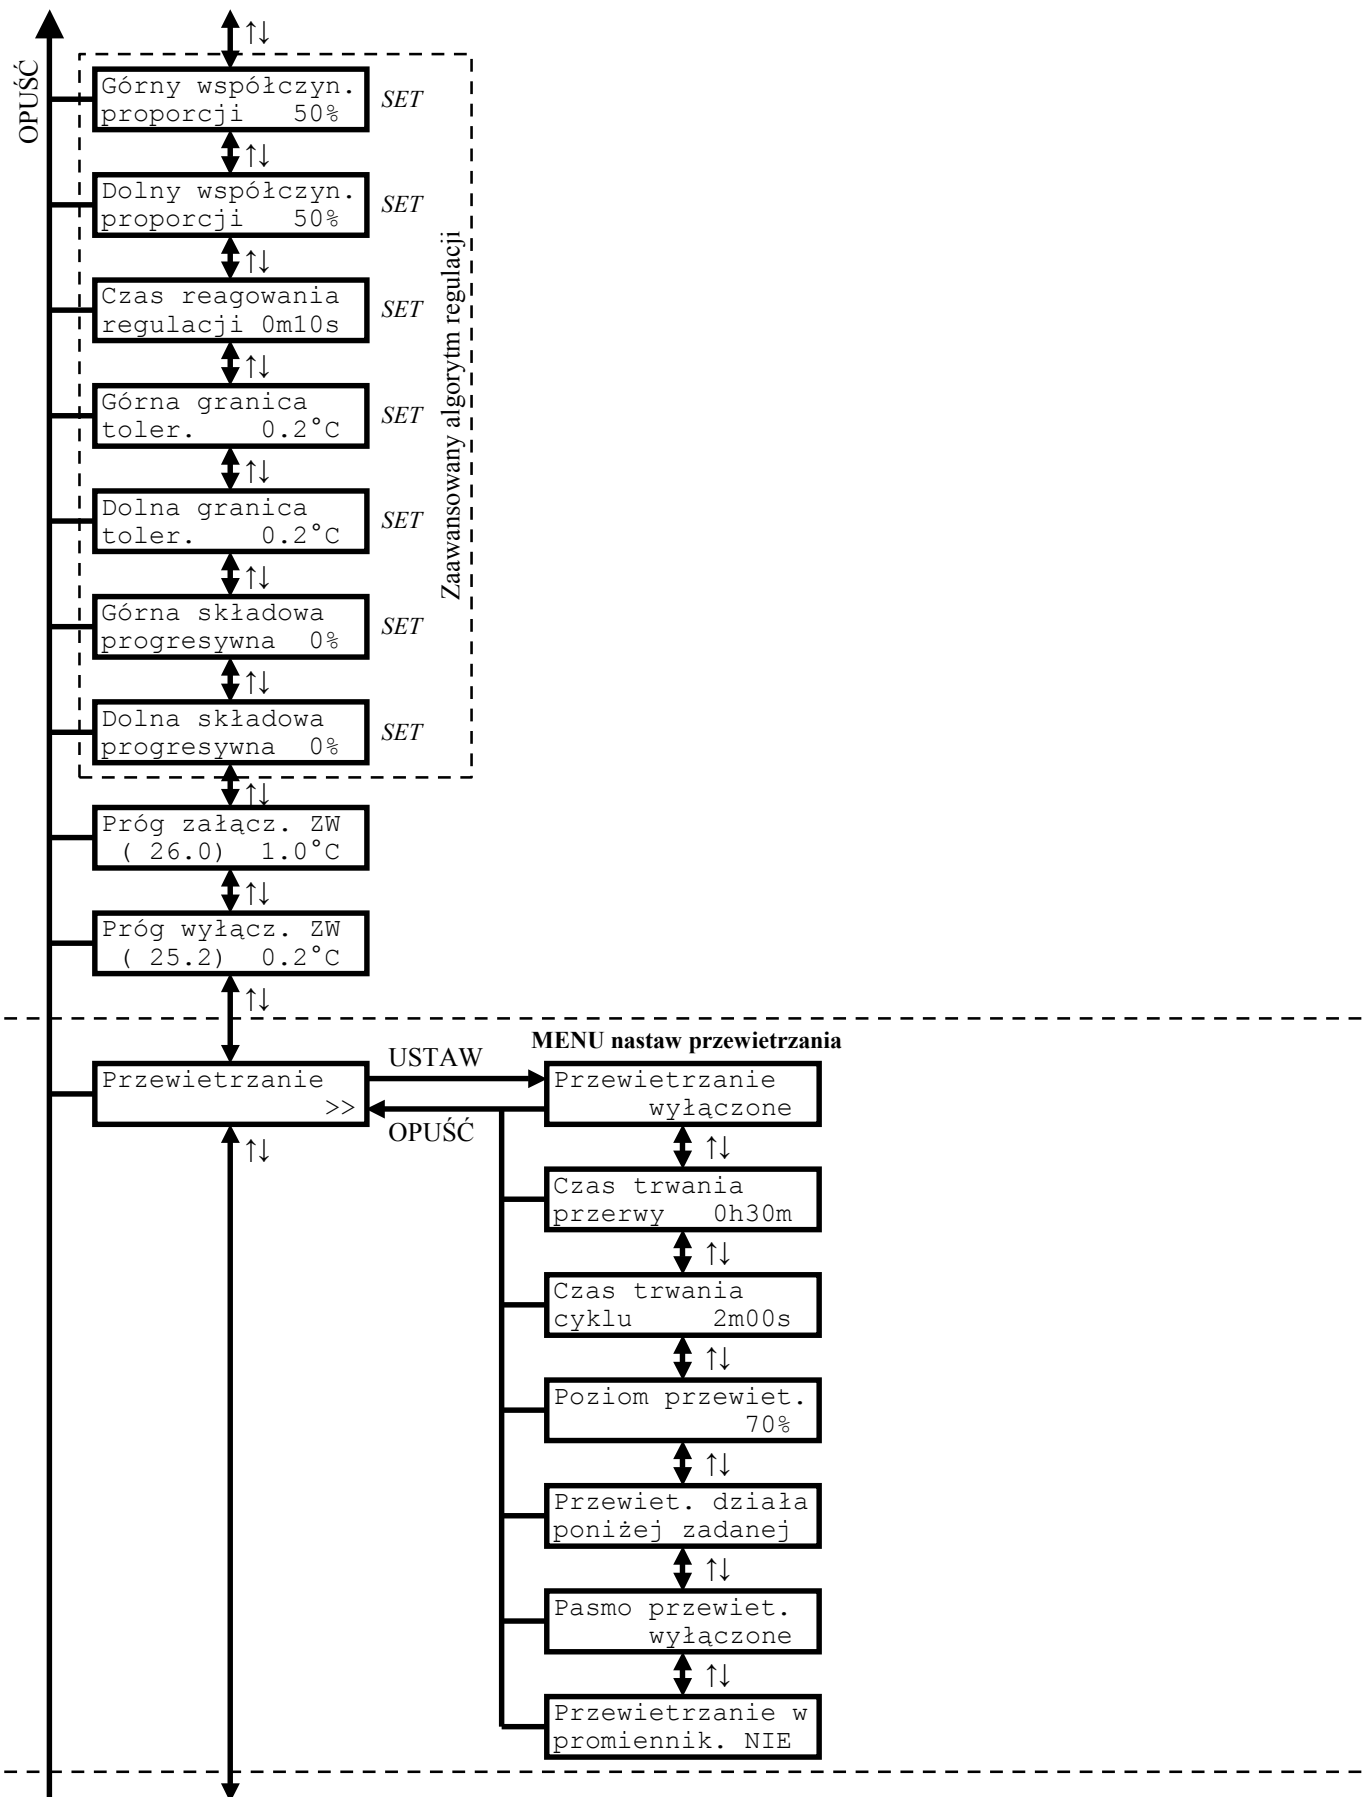 ↑↓
OPUŚĆ
Górny współczyn.
proporcji 50%
SET
↑↓
Dolny współczyn.
proporcji 50%
SET
↑↓
Czas reagowania
regulacji 0m10s
SET
↑↓
Górna granica
toler. 0.2°C
SET
↑↓
Dolna granica
toler. 0.2°C
SET
↑↓
Górna składowa
progresywna 0%
SET
↑↓
Dolna składowa
progresywna 0%
SET
Zaawansowany algorytm regulacji
↑↓
Próg załącz. ZW
( 26.0) 1.0°C
↑↓
Próg wyłącz. ZW
( 25.2) 0.2°C
↑↓
MENU nastaw przewietrzania
Przewietrzanie
>>
USTAW
OPUŚĆ
↑↓
Przewietrzanie
wyłączone
↑↓
Czas trwania
przerwy 0h30m
↑↓
Czas trwania
cyklu 2m00s
↑↓
Poziom przewiet.
70%
↑↓
Przewiet. działa
poniżej zadanej
↑↓
Pasmo przewiet.
wyłączone
↑↓
Przewietrzanie w
promiennik. NIE